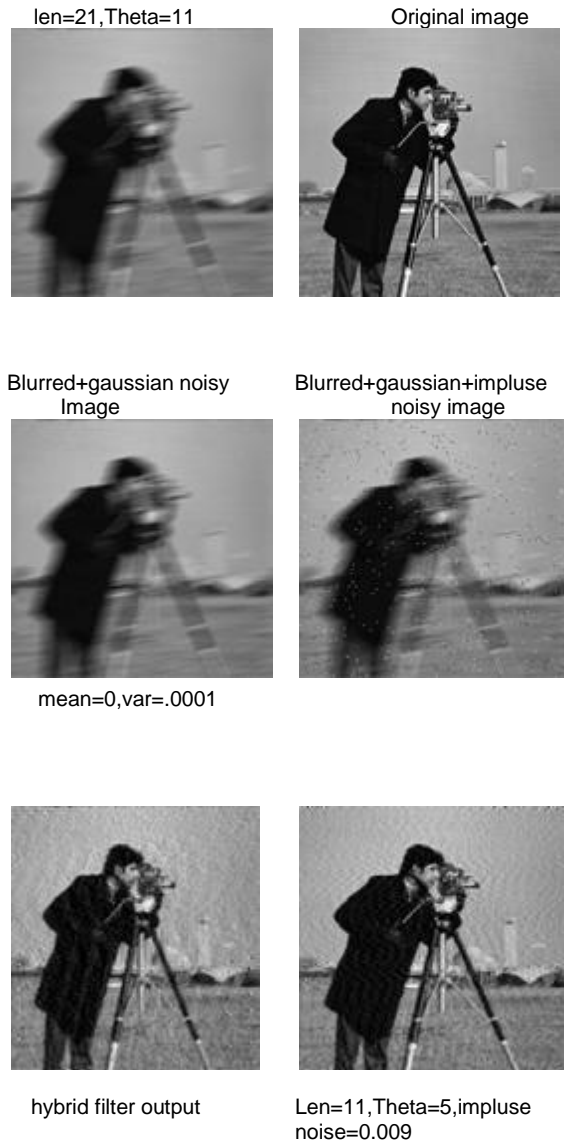 len=21,Theta=11
Original image
Blurred+gaussian noisy
Image
Blurred+gaussian+impluse
noisy image
mean=0,var=.0001
hybrid filter output
Len=11,Theta=5,impluse
noise=0.009